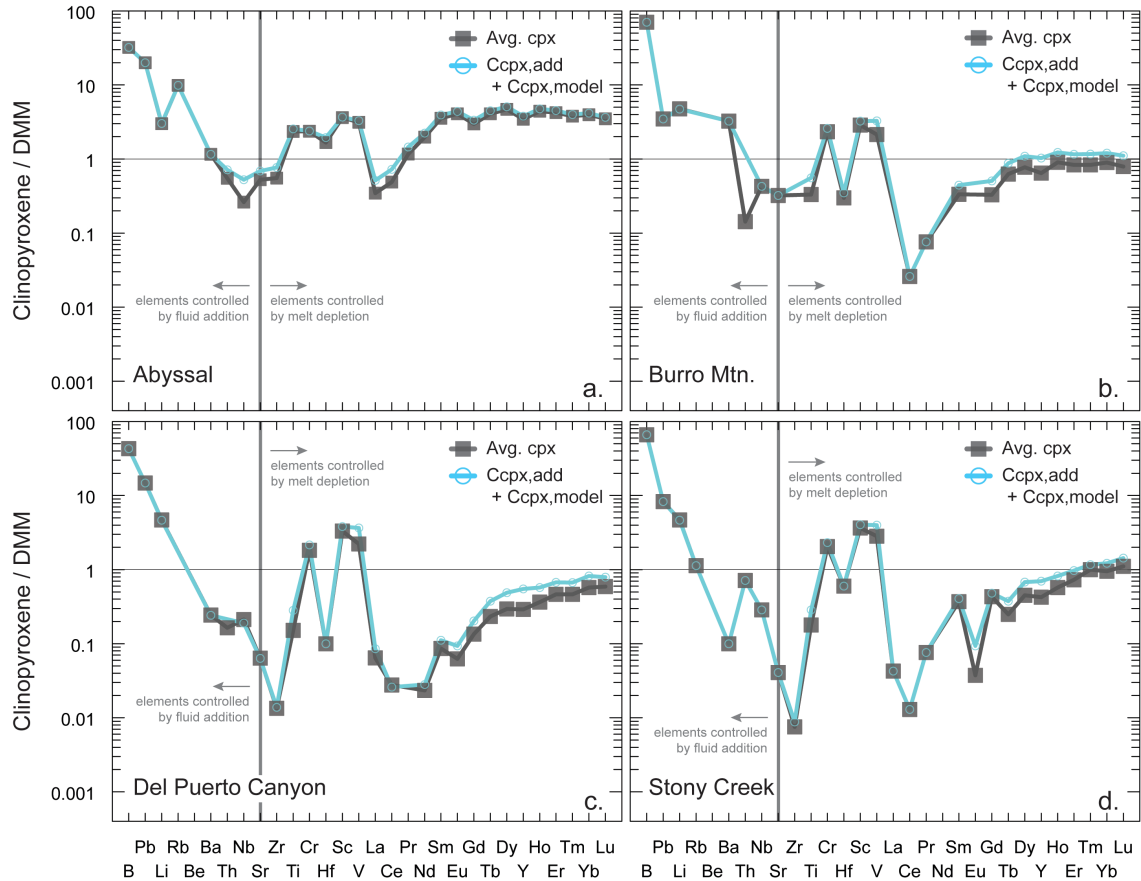 Clinopyroxene / DMM
100
10
1
0.1
0.01
0.001
Avg. cpx
Ccpx,add
+ Ccpx,model
elements controlled
by fluid addition
elements controlled
by melt depletion
Abyssal
a.
Avg. cpx
Ccpx,add
+ Ccpx,model
elements controlled
by fluid addition
elements controlled
by melt depletion
Burro Mtn.
b.
Clinopyroxene / DMM
100
10
1
0.1
0.01
0.001
elements controlled
by melt depletion
Avg. cpx
Ccpx,add
+ Ccpx,model
elements controlled
by fluid addition
Del Puerto Canyon
c.
elements controlled
by melt depletion
Avg. cpx
Ccpx,add
+ Ccpx,model
elements controlled
by fluid addition
Stony Creek
d.
Pb Rb Ba Nb Zr Cr Sc La Pr Sm Gd Dy Ho Tm Lu
B Li Be Th Sr Ti Hf V Ce Nd Eu Tb Y Er Yb
Pb Rb Ba Nb Zr Cr Sc La Pr Sm Gd Dy Ho Tm Lu
B Li Be Th Sr Ti Hf V Ce Nd Eu Tb Y Er Yb